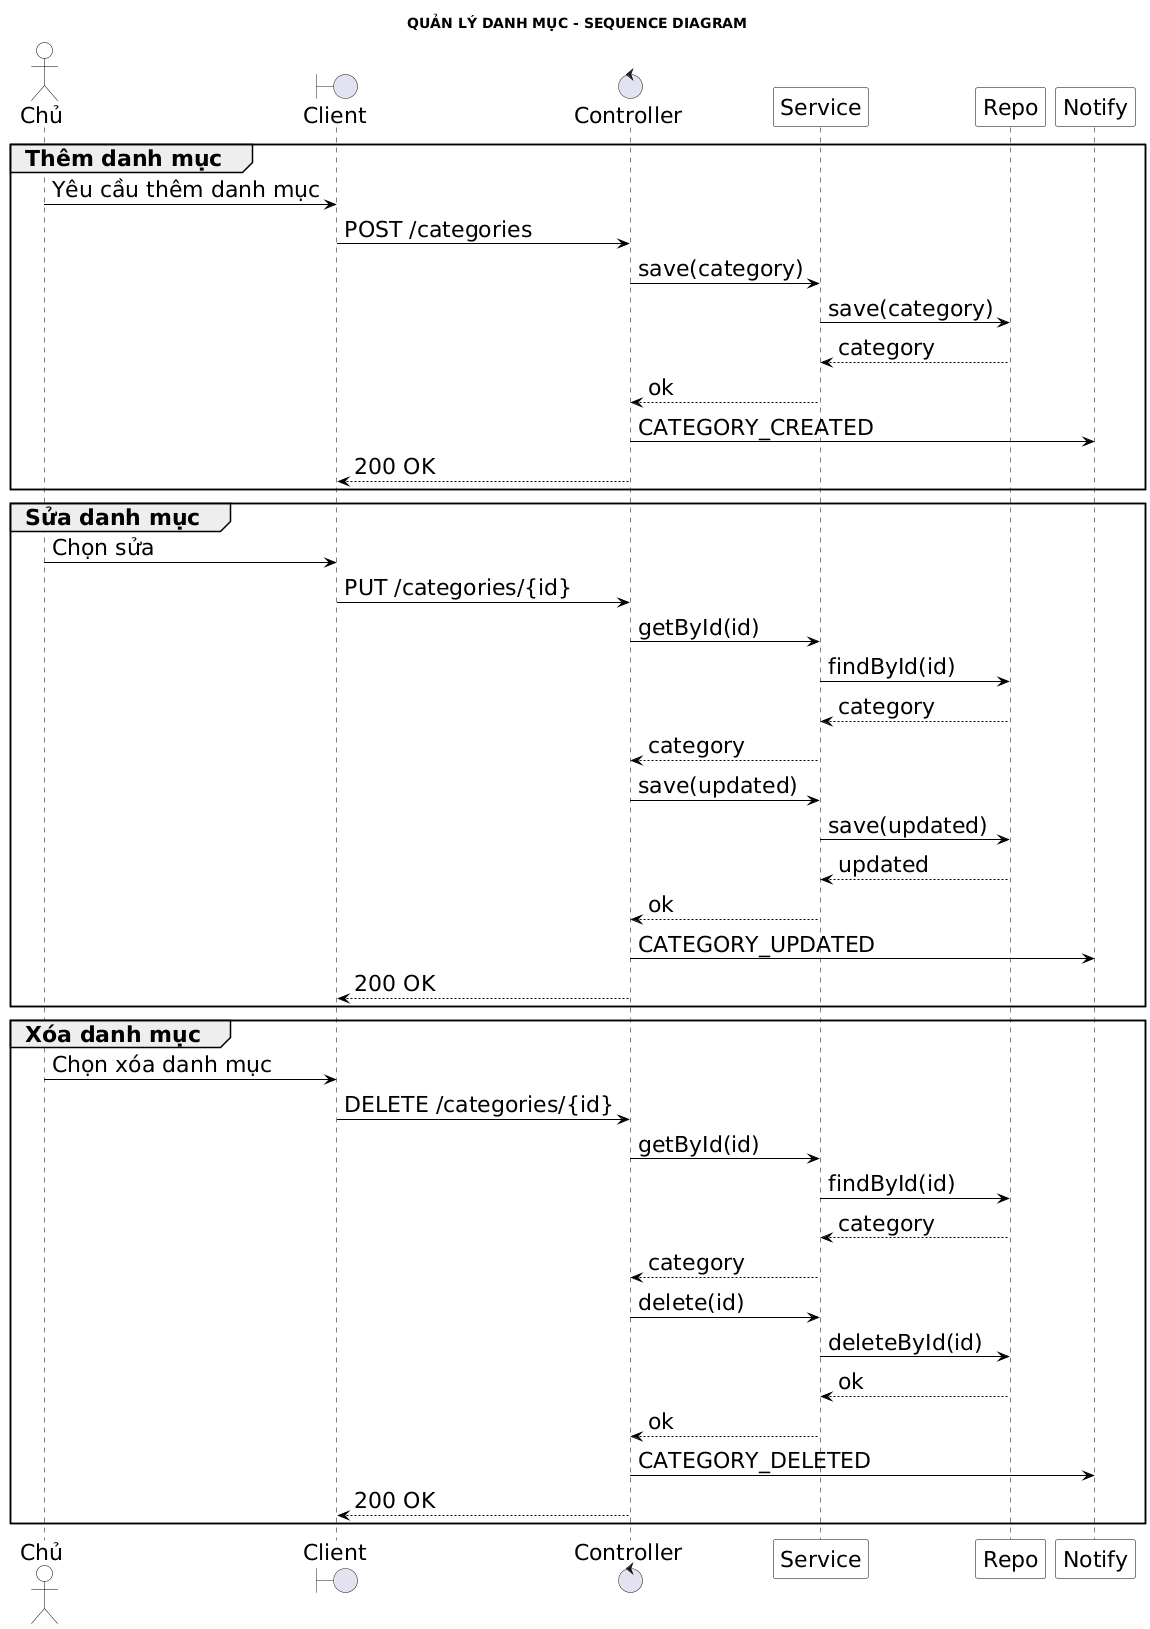 QUẢN LÝ DANH MỤC - SEQUENCE DIAGRAM
Chủ
Client
Controller
Service
Repo
Notify
Thêm danh mục
Yêu cầu thêm danh mục
POST /categories
save(category)
save(category)
category
ok
CATEGORY_CREATED
200 OK
Sửa danh mục
Chọn sửa
PUT /categories/{id}
getById(id)
findById(id)
category
category
save(updated)
save(updated)
updated
ok
CATEGORY_UPDATED
200 OK
Xóa danh mục
Chọn xóa danh mục
DELETE /categories/{id}
getById(id)
findById(id)
category
category
delete(id)
deleteById(id)
ok
ok
CATEGORY_DELETED
200 OK
Chủ
Client
Controller
Service
Repo
Notify